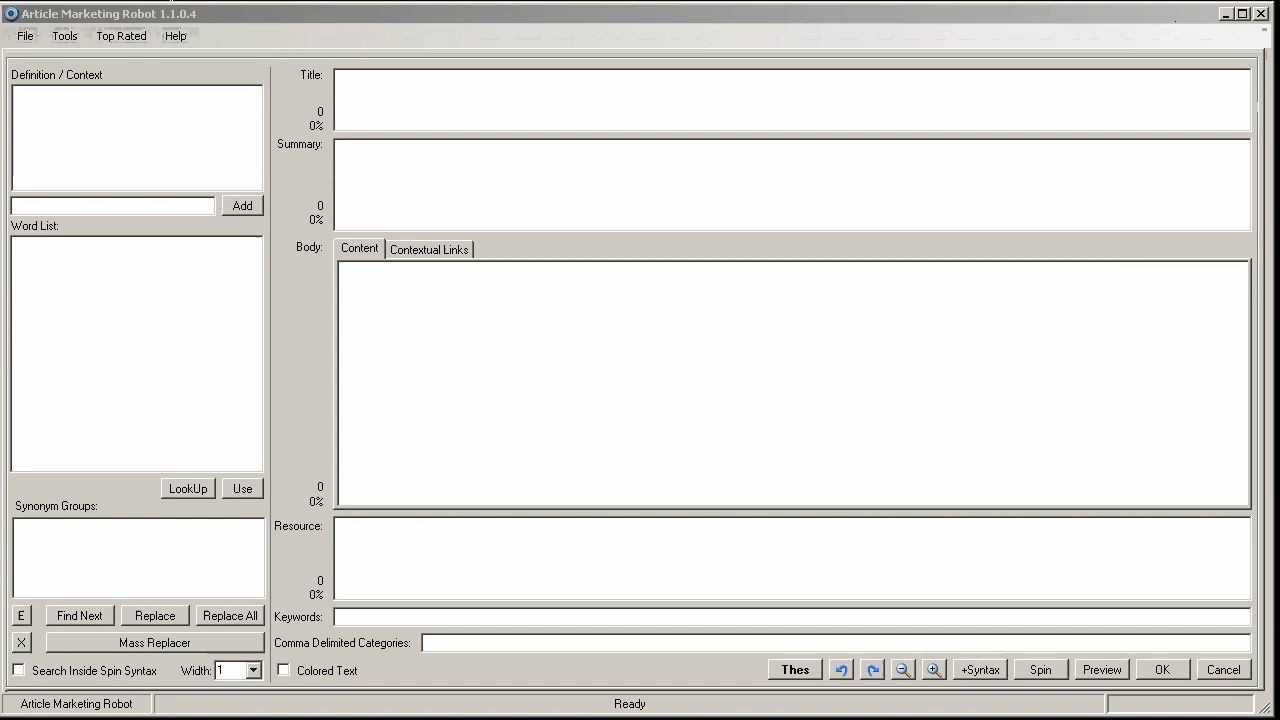 Article Marketing Robot 1.1.0.4
File Tools Top Rated Help
Definition / Context
Add
Word List:
LookUp Use
Synonym Groups:
E Find Next Replace Replace All
X Mass Replacer
Search Inside Spin Syntax Width: 1
Title:
0
0%
Summary:
0
0%
Body: Content Contextual Links
0
0%
Resource:
0
0%
Keywords:
Comma Delimited Categories:
Colored Text Thes +Syntax Spin Preview OK Cancel
Article Marketing Robot Ready